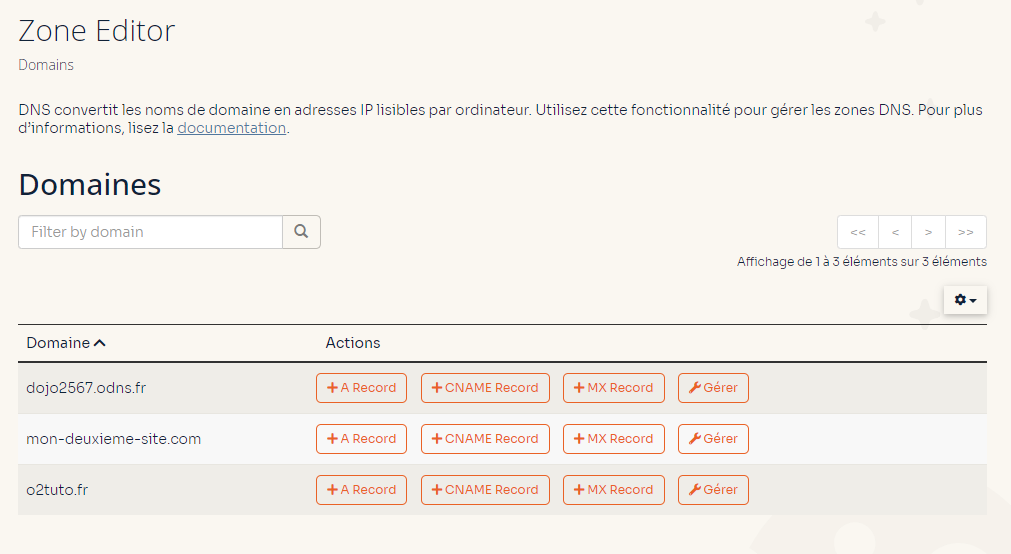 Zone Editor
Domains
DNS convertit les noms de domaine en adresses IP lisibles par ordinateur. Utilisez cette fonctionnalité pour gérer les zones DNS. Pour plus
d’informations, lisez la documentation.
Domaines
Filter by domain
<< < > >>
Affichage de 1 à 3 éléments sur 3 éléments
Domaine Actions
dojo2567.odns.fr A Record CNAME Record MX Record Gérer
mon-deuxieme-site.com A Record CNAME Record MX Record Gérer
o2tuto.fr A Record CNAME Record MX Record Gérer